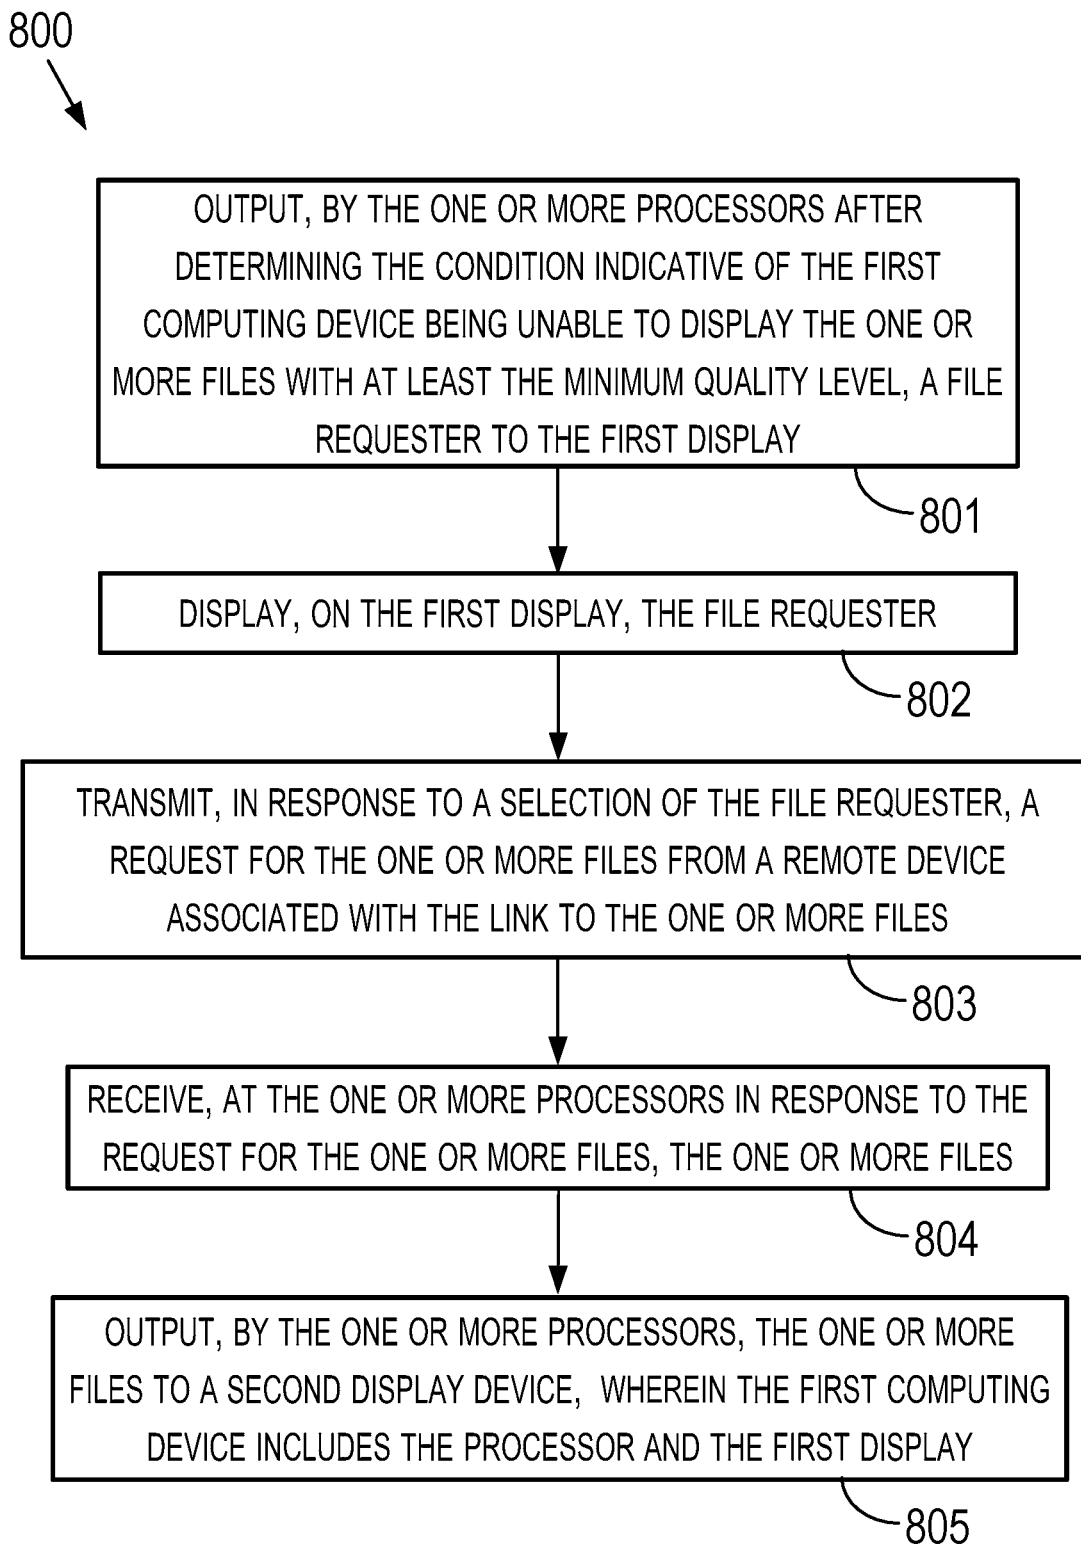 800
OUTPUT, BY THE ONE OR MORE PROCESSORS AFTER
DETERMINING THE CONDITION INDICATIVE OF THE FIRST
COMPUTING DEVICE BEING UNABLE TO DISPLAY THE ONE OR
MORE FILES WITH AT LEAST THE MINIMUM QUALITY LEVEL, A FILE
REQUESTER TO THE FIRST DISPLAY
801
DISPLAY, ON THE FIRST DISPLAY, THE FILE REQUESTER
802
TRANSMIT, IN RESPONSE TO A SELECTION OF THE FILE REQUESTER, A
REQUEST FOR THE ONE OR MORE FILES FROM A REMOTE DEVICE
ASSOCIATED WITH THE LINK TO THE ONE OR MORE FILES
803
RECEIVE, AT THE ONE OR MORE PROCESSORS IN RESPONSE TO THE
REQUEST FOR THE ONE OR MORE FILES, THE ONE OR MORE FILES
804
OUTPUT, BY THE ONE OR MORE PROCESSORS, THE ONE OR MORE
FILES TO A SECOND DISPLAY DEVICE, WHEREIN THE FIRST COMPUTING
DEVICE INCLUDES THE PROCESSOR AND THE FIRST DISPLAY
805